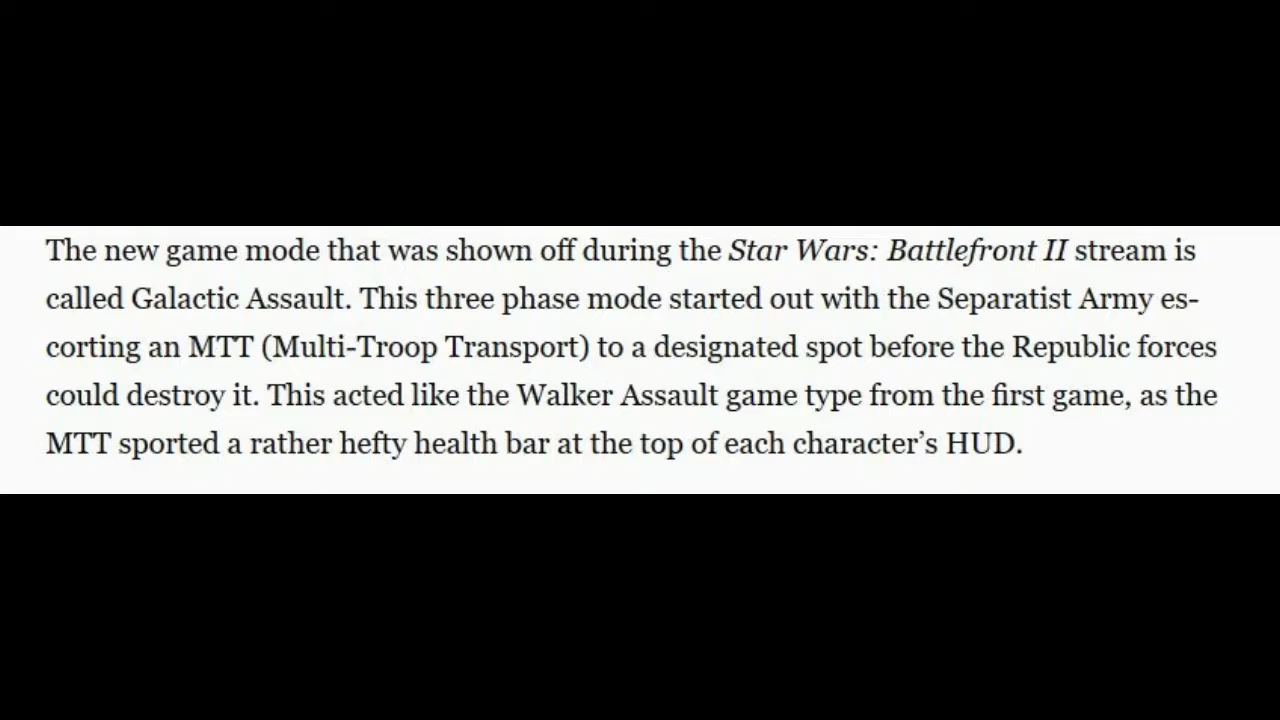 The new game mode that was shown off during the Star Wars: Battlefront II stream is
called Galactic Assault. This three phase mode started out with the Separatist Army es-
corting an MTT (Multi-Troop Transport) to a designated spot before the Republic forces
could destroy it. This acted like the Walker Assault game type from the first game, as the
MTT sported a rather hefty health bar at the top of each character’s HUD.